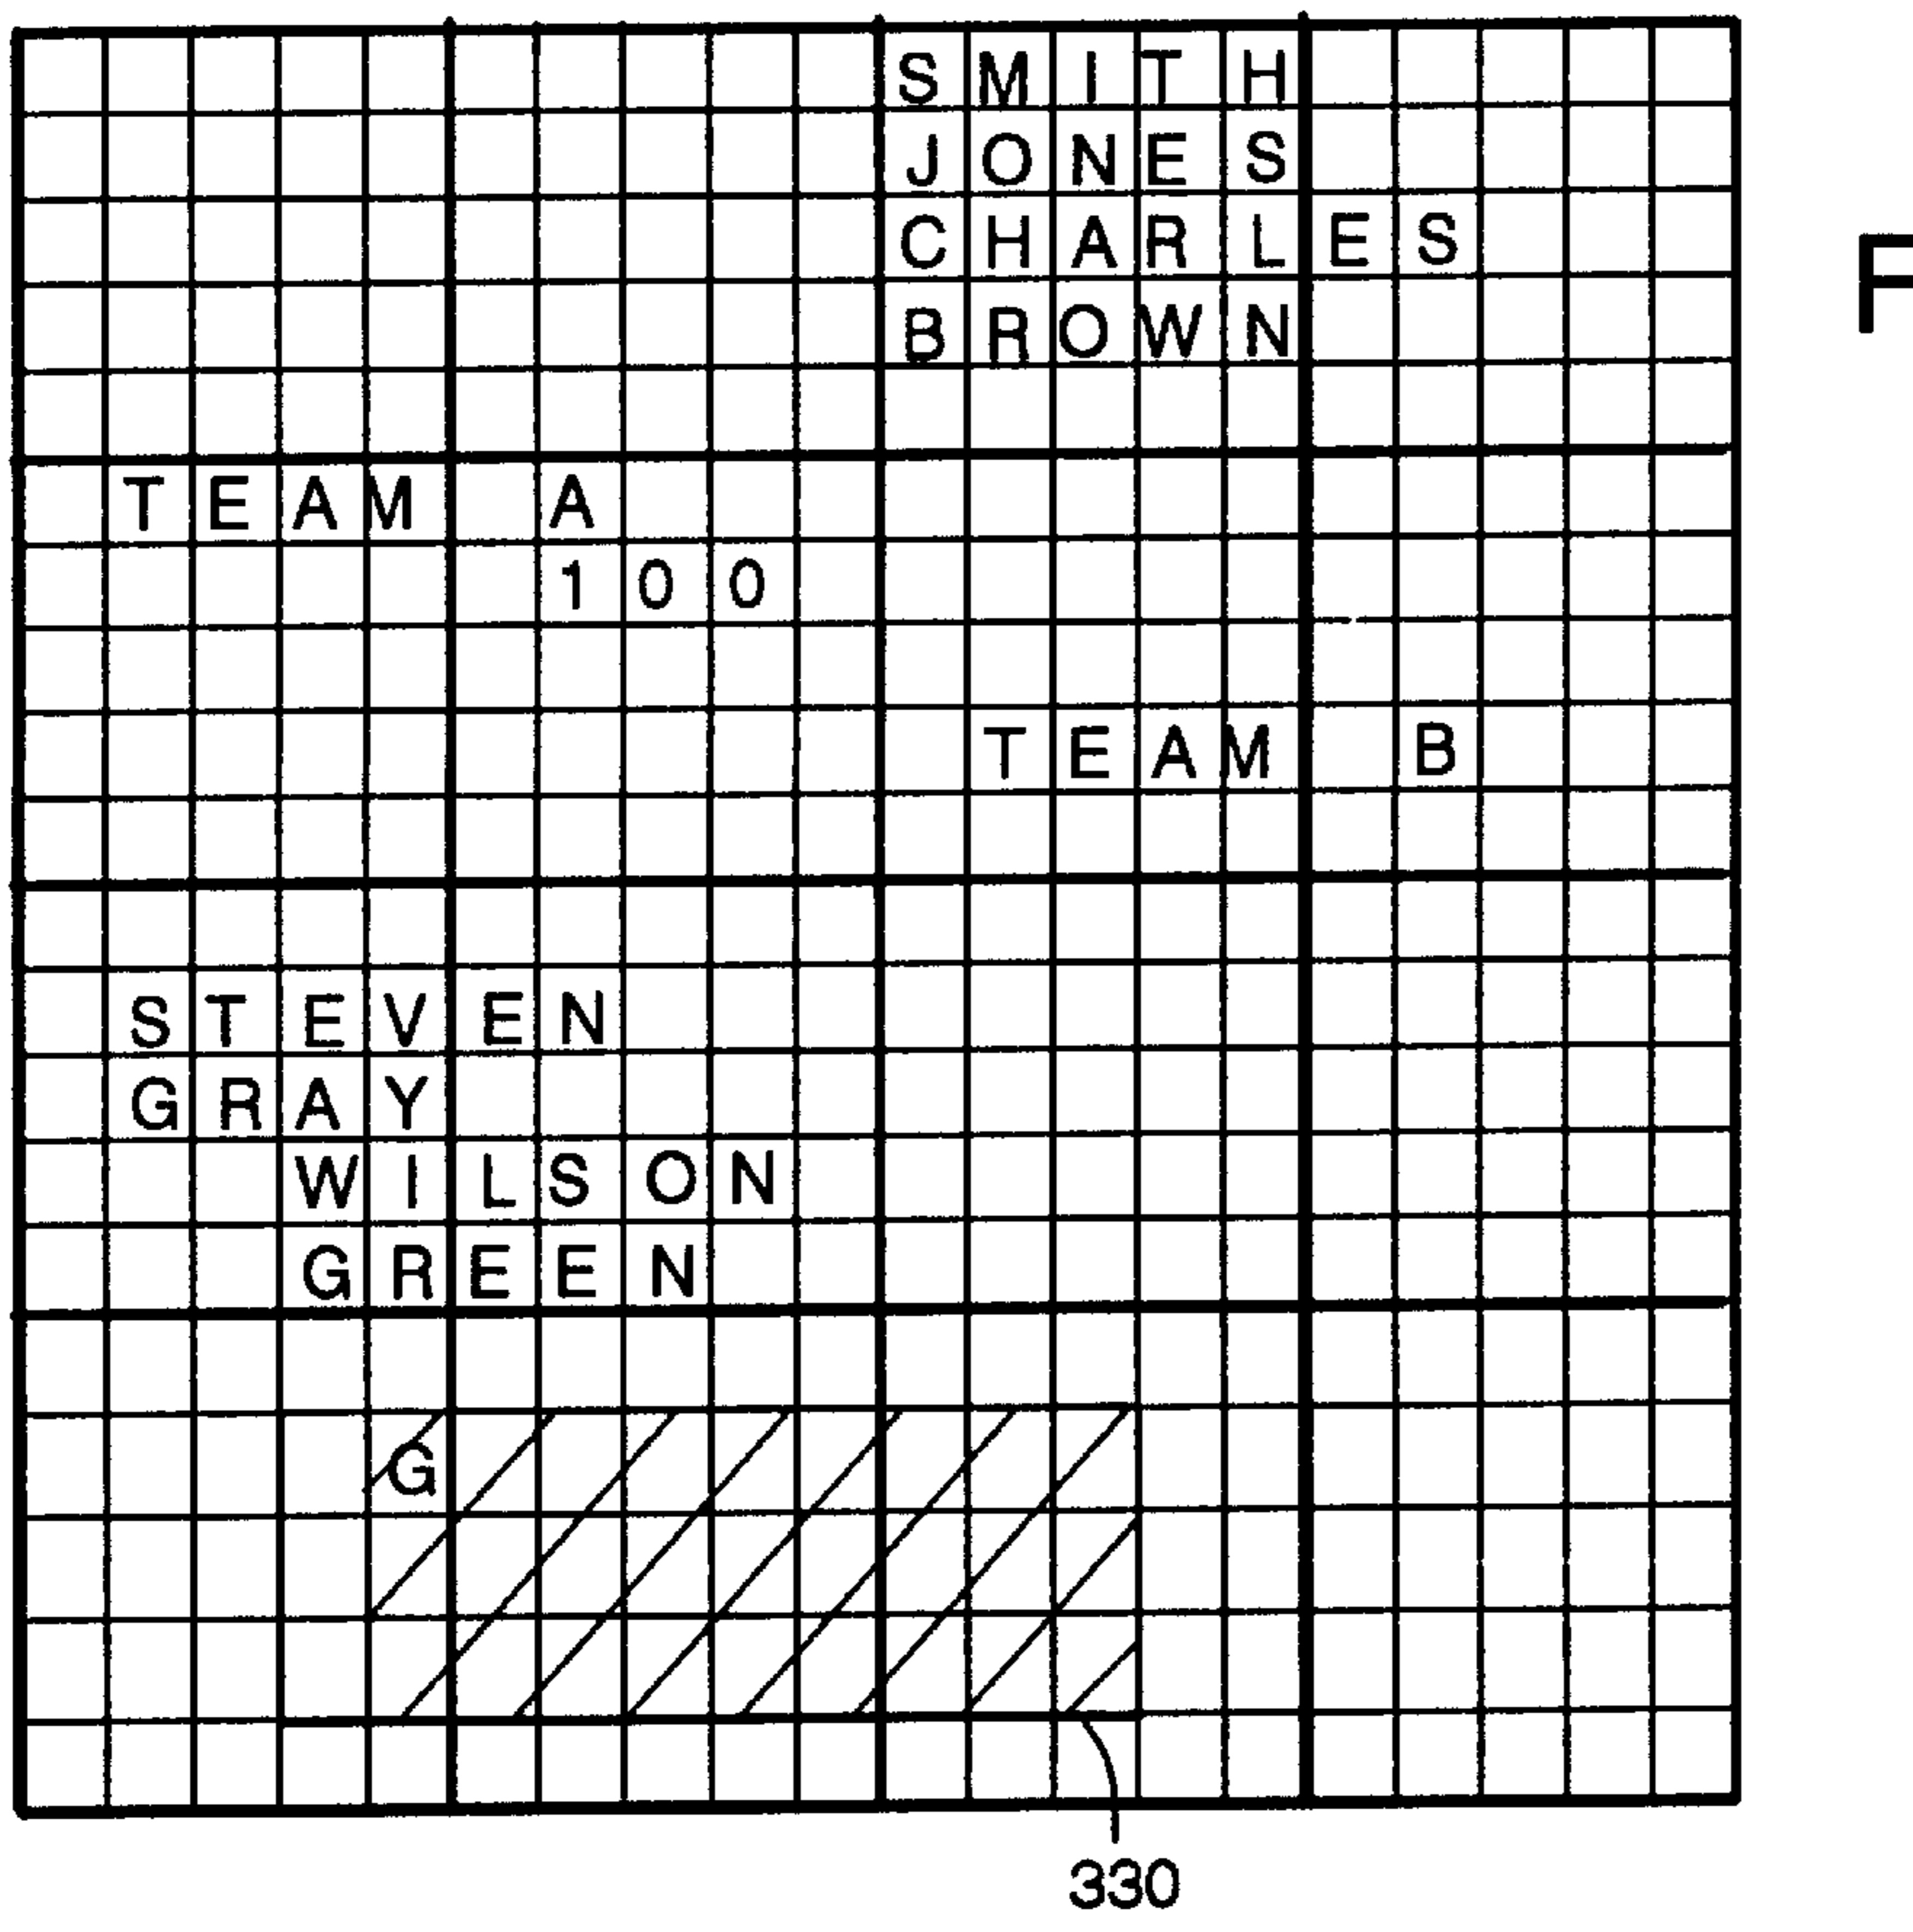 SMITH
JONES
CHARLES
BROWN
F
TEAM A
100
TEAM B
STEVEN
GRAY
WILSON
GREEN
G
330